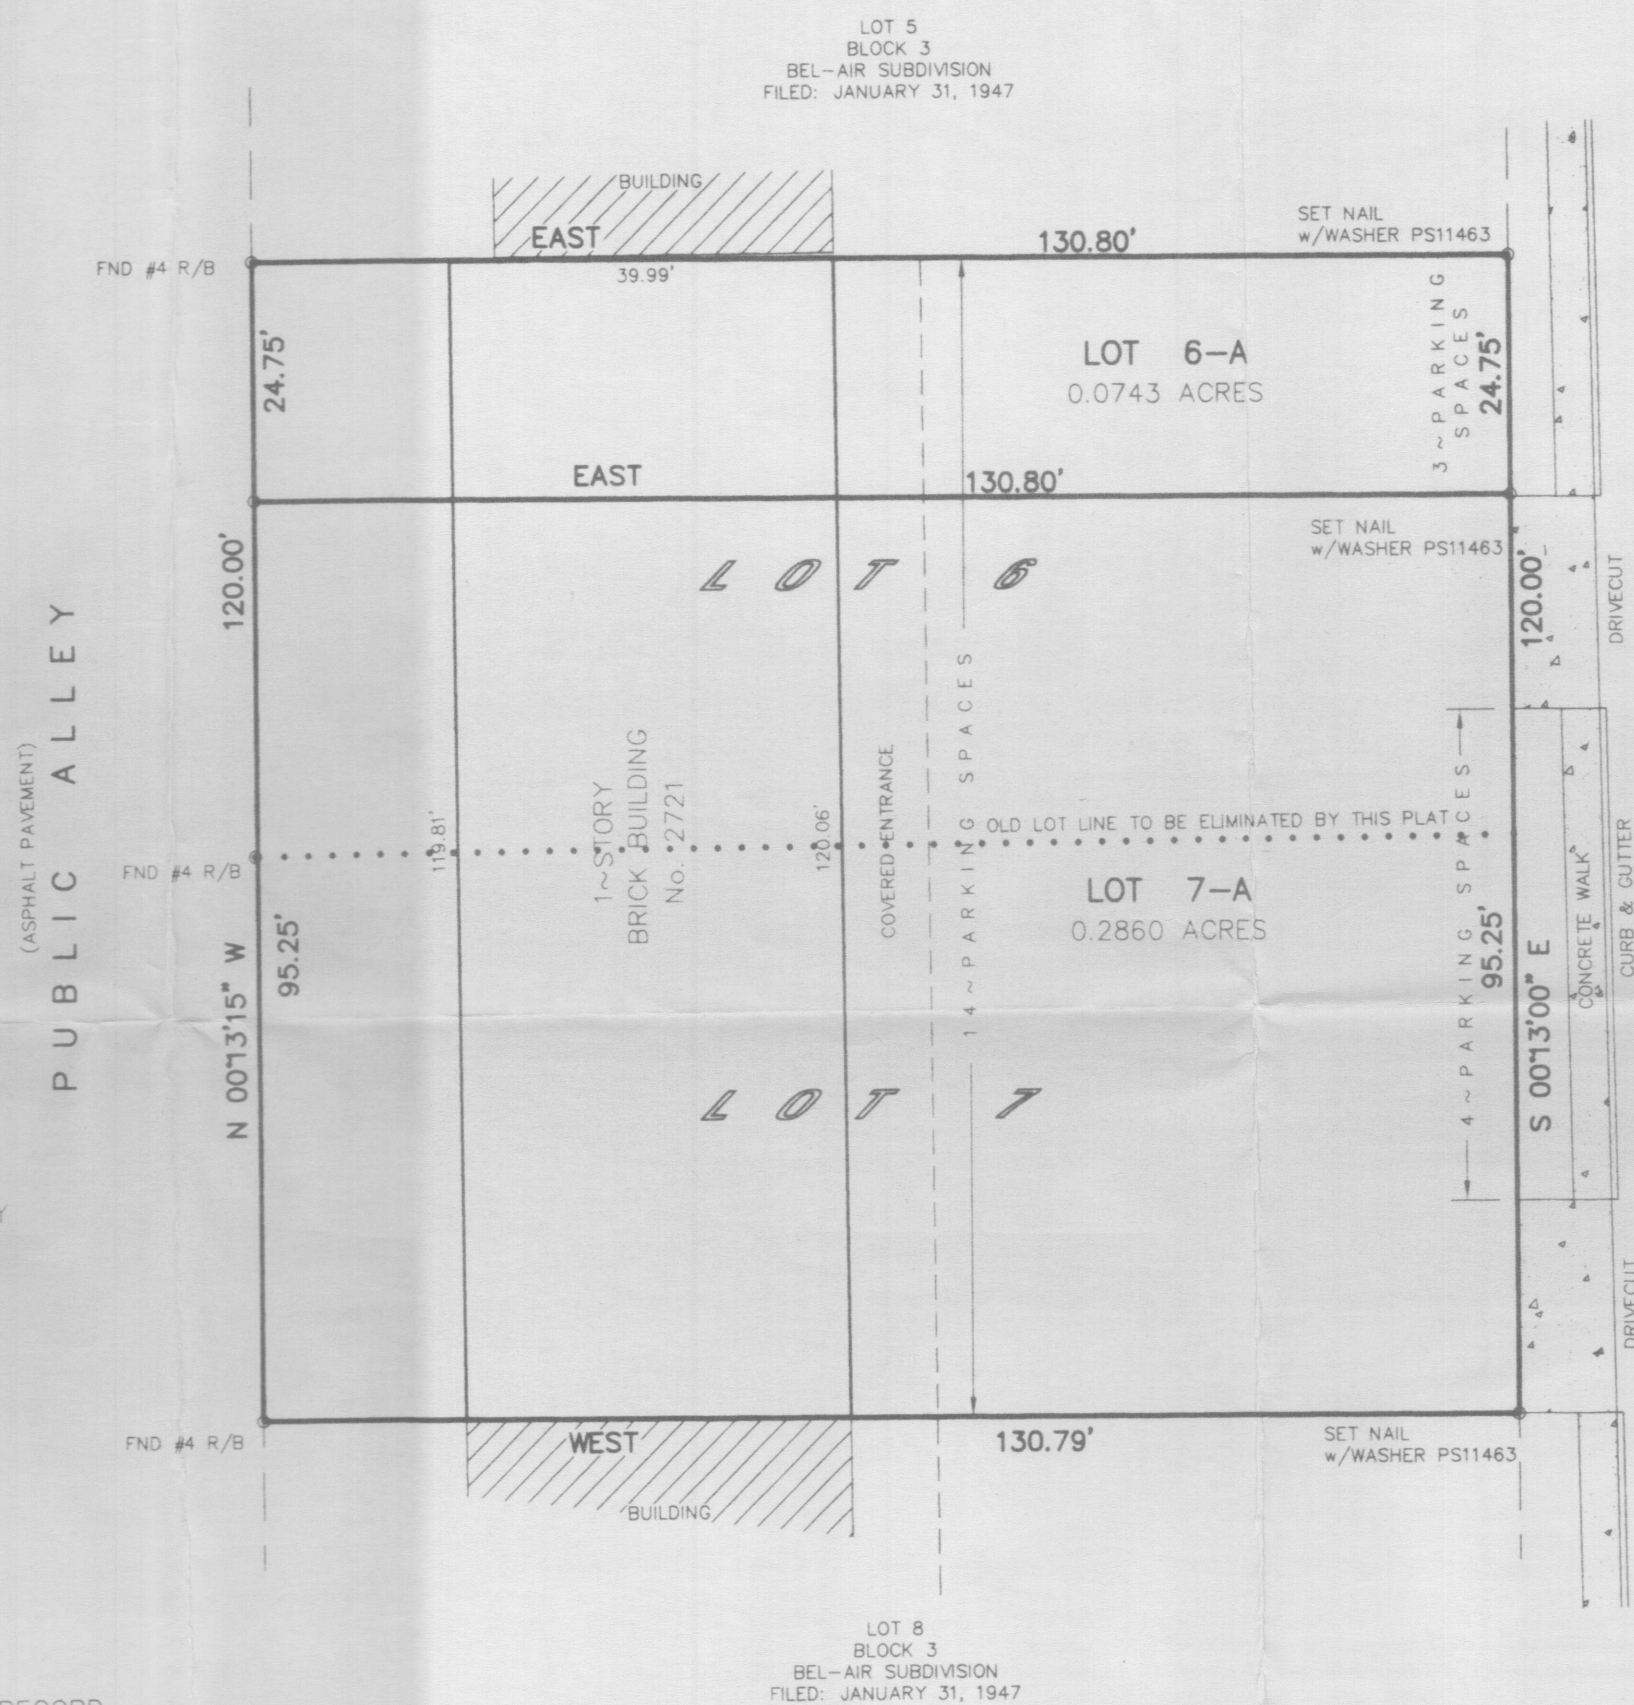 LOT 5
BLOCK 3
BEL-AIR SUBDIVISION
FILED: JANUARY 31, 1947
BUILDING
EAST
130.80'
SET NAIL
w/WASHER PS11463
FND #4 R/B
39.99'
24.75'
LOT 6-A
0.0743 ACRES
3~PARKING
SPACES
24.75'
EAST
130.80'
SET NAIL
w/WASHER PS11463
120.00'
LOT 6
120.00'
DRIVECUT
PUBLIC ALLEY
(ASPHALT PAVEMENT)
119.81'
1~STORY
BRICK BUILDING
No. 2721
120.06'
COVERED ENTRANCE
14~PARKING SPACES
OLD LOT LINE TO BE ELIMINATED BY THIS PLAT
4~PARKING SPACES
FND #4 R/B
LOT 7-A
0.2860 ACRES
95.25'
N 00°13'15" W
95.25'
S 00°13'00" E
CONCRETE WALK
CURB & GUTTER
LOT 7
DRIVECUT
FND #4 R/B
WEST
130.79'
SET NAIL
w/WASHER PS11463
BUILDING
LOT 8
BLOCK 3
BEL-AIR SUBDIVISION
FILED: JANUARY 31, 1947